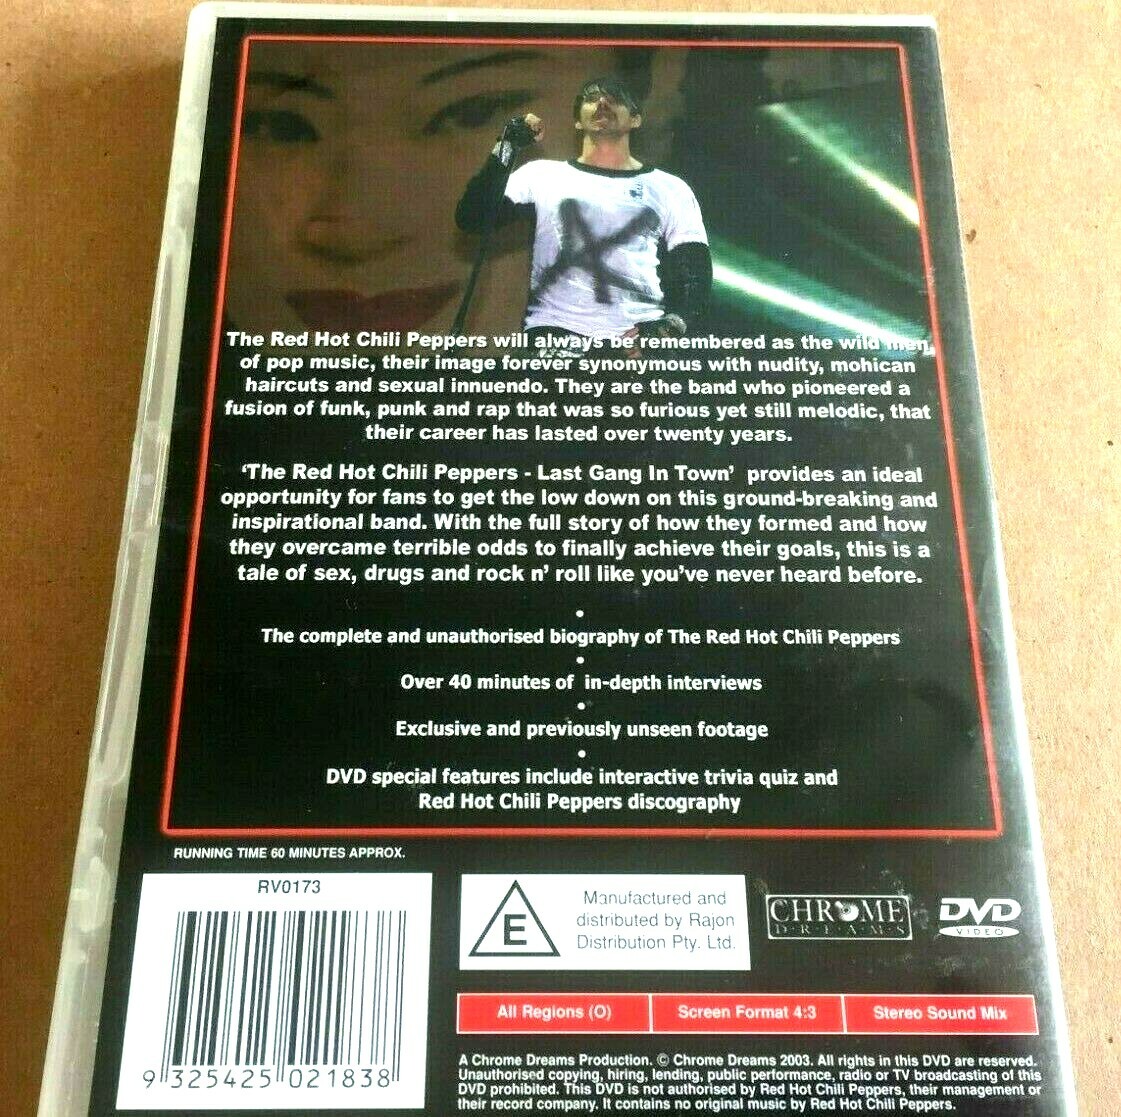 The Red Hot Chili Peppers will always be remembered as the wild men
of pop music, their image forever synonymous with nudity, mohican
haircuts and sexual innuendo. They are the band who pioneered a
fusion of funk, punk and rap that was so furious yet still melodic, that
their career has lasted over twenty years.
'The Red Hot Chili Peppers - Last Gang In Town' provides an ideal
opportunity for fans to get the low down on this ground-breaking and
inspirational band. With the full story of how they formed and how
they overcame terrible odds to finally achieve their goals, this is a
tale of sex, drugs and rock n' roll like you've never heard before.
•
The complete and unauthorised biography of The Red Hot Chili Peppers
•
Over 40 minutes of in-depth interviews
•
Exclusive and previously unseen footage
•
DVD special features include interactive trivia quiz and
Red Hot Chili Peppers discography
RUNNING TIME 60 MINUTES APPROX.
RV0173
9 325425 021838
E
Manufactured and
distributed by Rajon
Distribution Pty. Ltd.
CHROME
DREAMS
DVD
VIDEO
All Regions (O)
Screen Format 4:3
Stereo Sound Mix
A Chrome Dreams Production. © Chrome Dreams 2003. All rights in this DVD are reserved.
Unauthorised copying, hiring, lending, public performance, radio or TV broadcasting of this
DVD prohibited. This DVD is not authorised by Red Hot Chili Peppers, their management or
their record company. It contains no original music by Red Hot Chili Peppers.